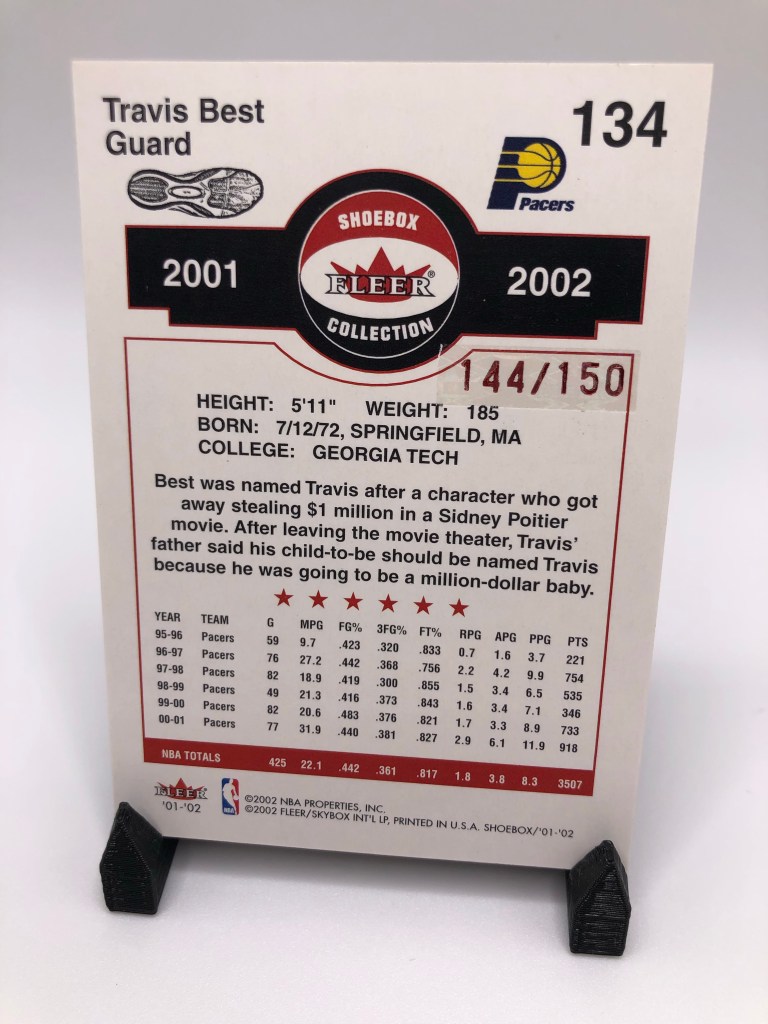 Travis Best
Guard
134
Pacers
SHOEBOX
2001 FLEER® 2002
COLLECTION
144/150
HEIGHT: 5'11" WEIGHT: 185
BORN: 7/12/72, SPRINGFIELD, MA
COLLEGE: GEORGIA TECH
Best was named Travis after a character who got
away stealing $1 million in a Sidney Poitier
movie. After leaving the movie theater, Travis'
father said his child-to-be should be named Travis
because he was going to be a million-dollar baby.
YEAR TEAM G MPG FG% 3FG% FT% RPG APG PPG PTS
95-96 Pacers 59 9.7 .423 .320 .833 0.7 1.6 3.7 221
96-97 Pacers 76 27.2 .442 .368 .756 2.2 4.2 9.9 754
97-98 Pacers 82 18.9 .419 .300 .855 1.5 3.4 6.5 535
98-99 Pacers 49 21.3 .416 .373 .843 1.6 3.4 7.1 346
99-00 Pacers 82 20.6 .483 .376 .821 1.7 3.3 8.9 733
00-01 Pacers 77 31.9 .440 .381 .827 2.9 6.1 11.9 918
NBA TOTALS 425 22.1 .442 .361 .817 1.8 3.8 8.3 3507
FLEER
'01-'02
NBA
©2002 NBA PROPERTIES, INC.
©2002 FLEER/SKYBOX INT'L LP, PRINTED IN U.S.A. SHOEBOX/'01-'02